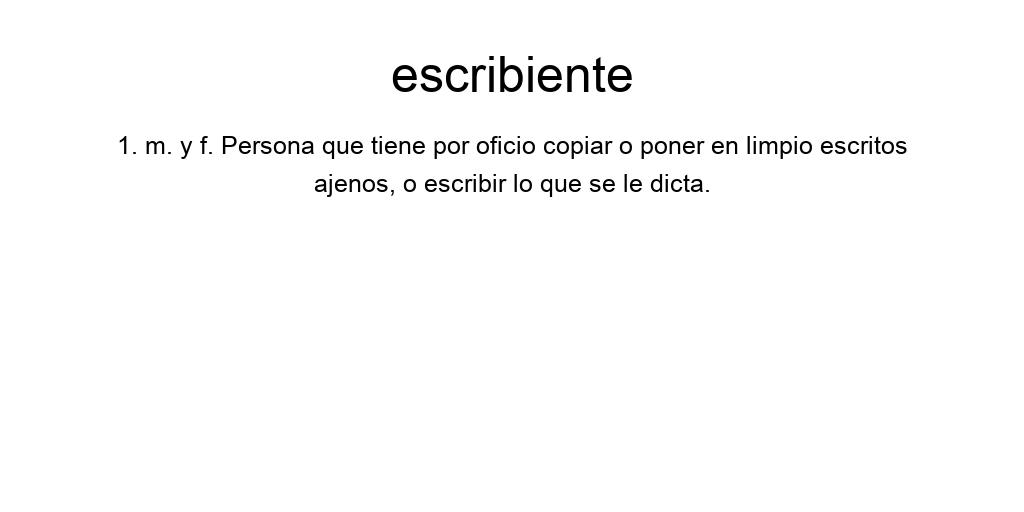 escribiente
1. m. y f. Persona que tiene por oficio copiar o poner en limpio escritos
ajenos, o escribir lo que se le dicta.